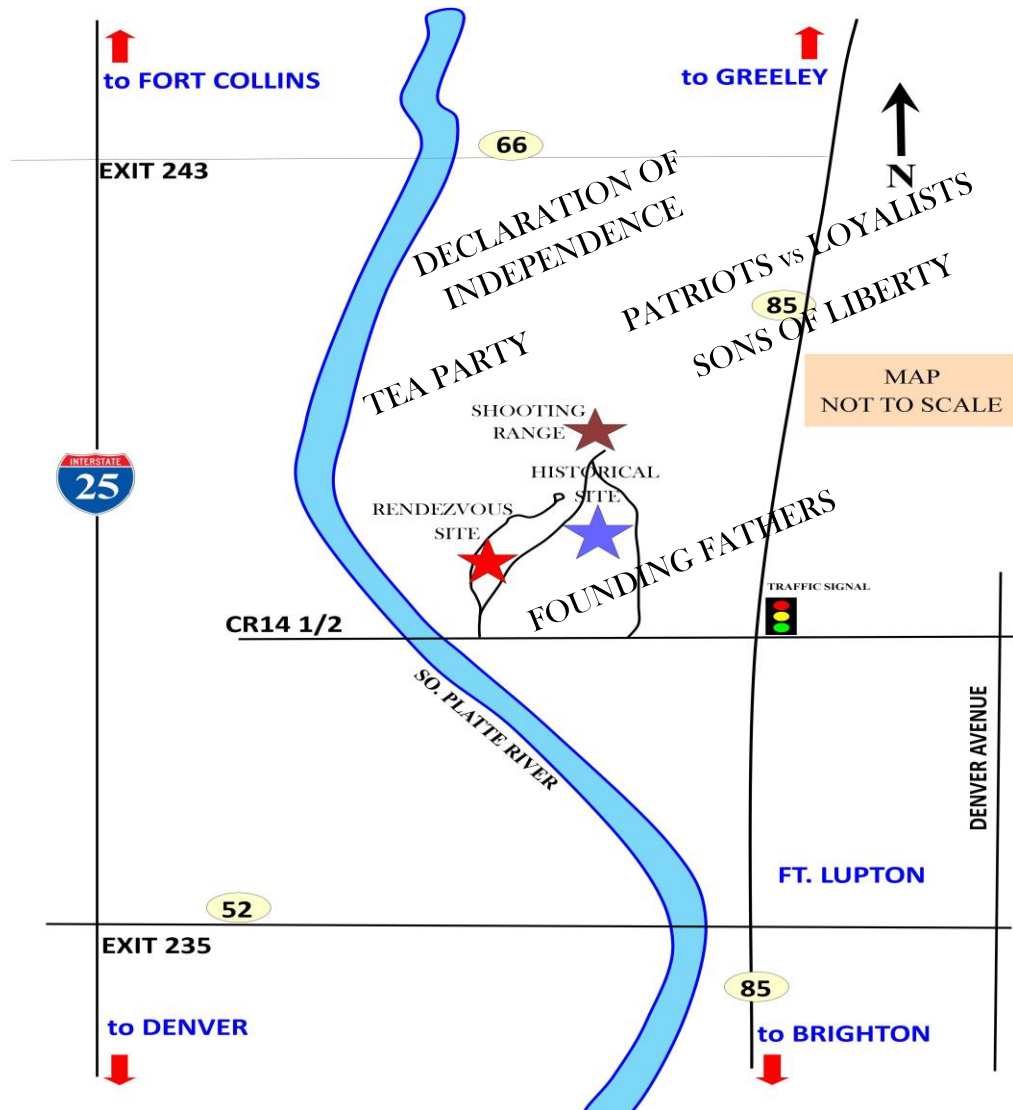 to FORT COLLINS
to GREELEY
66
EXIT 243
N
DECLARATION OF
INDEPENDENCE
PATRIOTS vs LOYALISTS
85
SONS OF LIBERTY
TEA PARTY
MAP
NOT TO SCALE
SHOOTING
RANGE
INTERSTATE
25
HISTORICAL
SITE
RENDEZVOUS
SITE
FOUNDING FATHERS
TRAFFIC SIGNAL
CR14 1/2
SO. PLATTE RIVER
DENVER AVENUE
FT. LUPTON
52
EXIT 235
85
to DENVER
to BRIGHTON